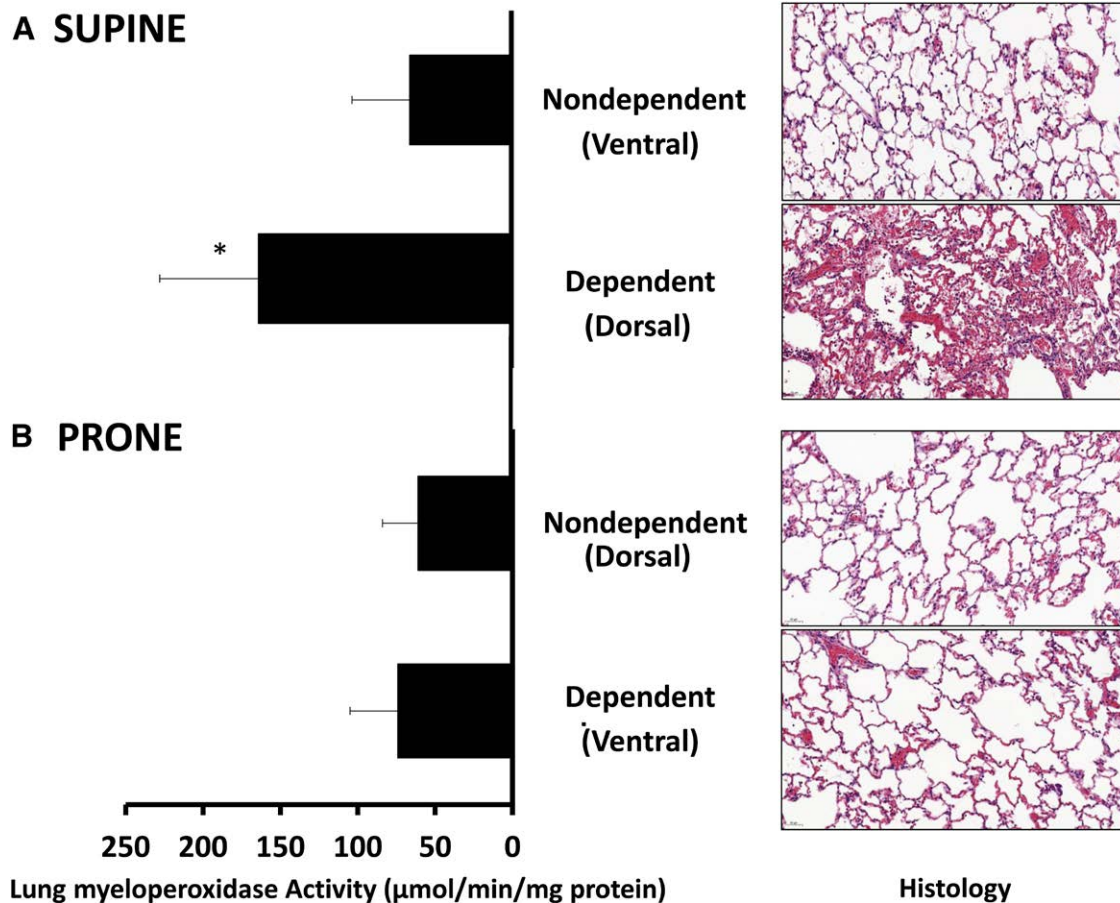 A SUPINE
Nondependent
(Ventral)
*
Dependent
(Dorsal)
B PRONE
Nondependent
(Dorsal)
Dependent
(Ventral)
250 200 150 100 50 0
Lung myeloperoxidase Activity (µmol/min/mg protein)
Histology